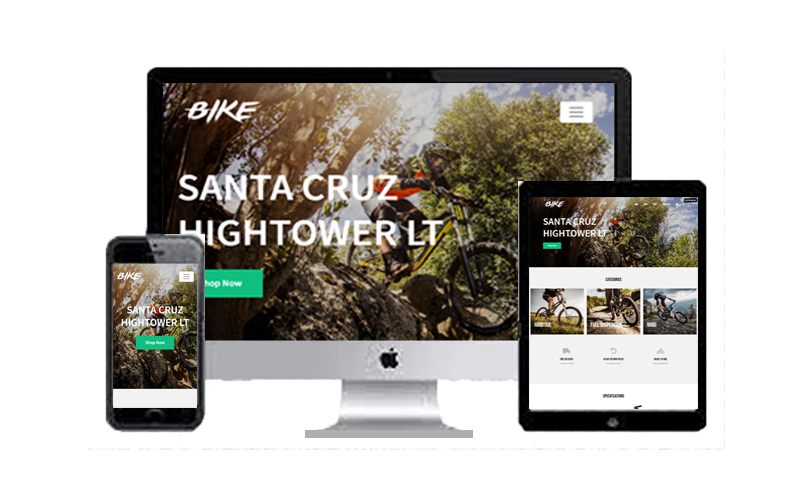 BIKE
SANTA CRUZ
HIGHTOWER LT
hop Now
BIKE
SANTA CRUZ
HIGHTOWER LT
Shop Now
BIKE
SANTA CRUZ
HIGHTOWER LT
CATEGORIES
HARDTAIL
FULL SUSPENSION
ROAD
SPECIFICATIONS